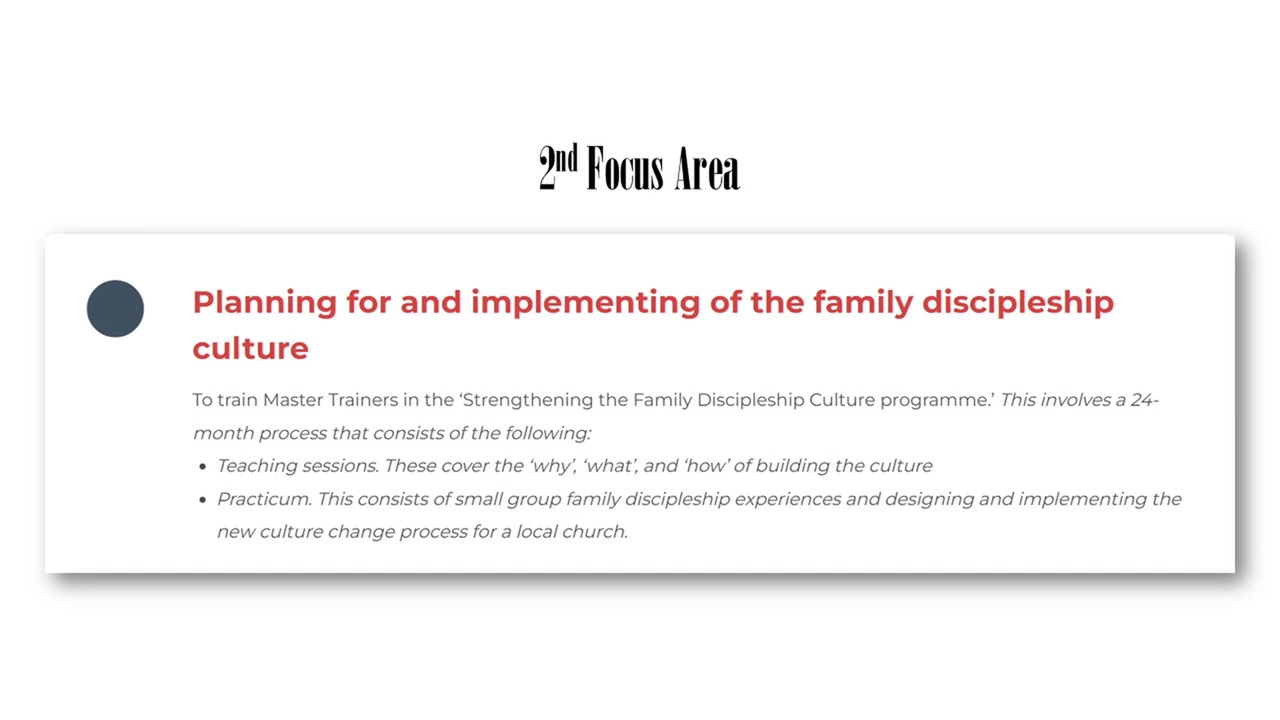 2nd Focus Area
Planning for and implementing of the family discipleship
culture
To train Master Trainers in the ‘Strengthening the Family Discipleship Culture programme.’ This involves a 24-
month process that consists of the following:
• Teaching sessions. These cover the ‘why’, ‘what’, and ‘how’ of building the culture
• Practicum. This consists of small group family discipleship experiences and designing and implementing the
new culture change process for a local church.